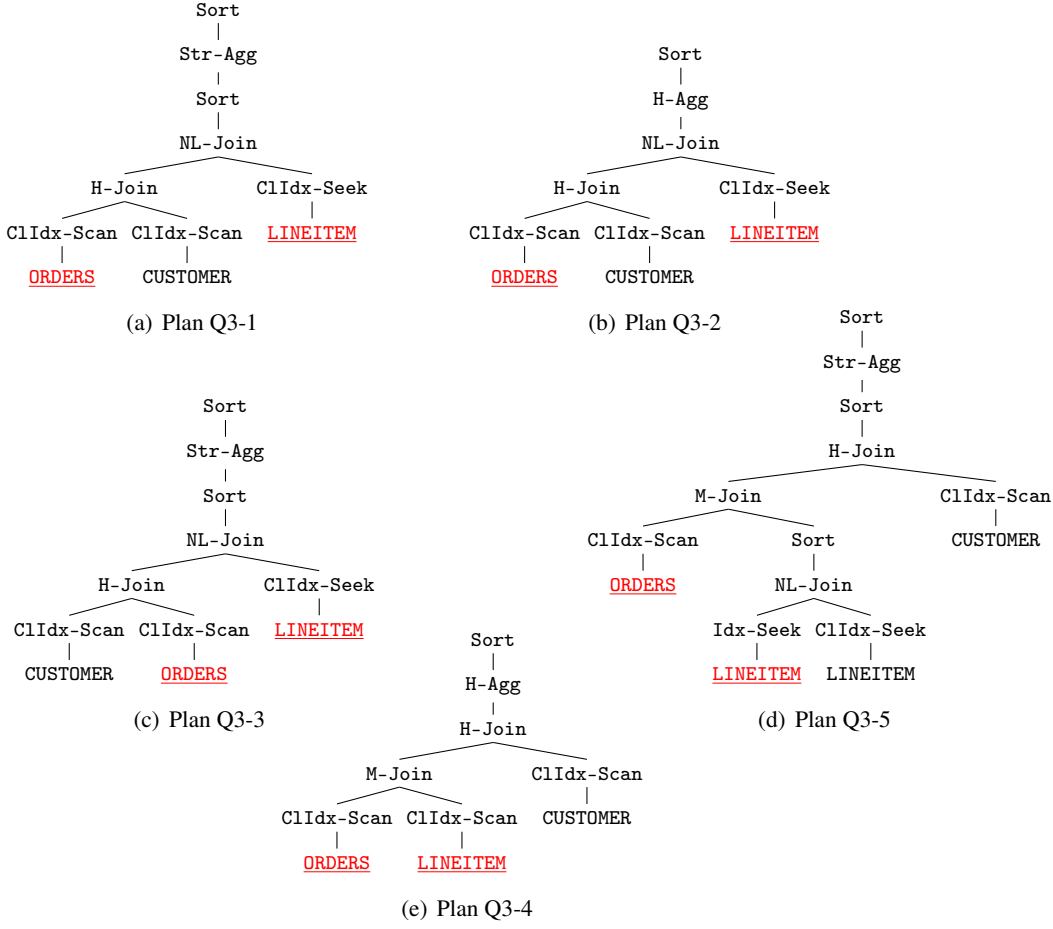 Sort
Str-Agg
Sort
NL-Join
H-Join ClIdx-Seek
ClIdx-Scan ClIdx-Scan LINEITEM
ORDERS CUSTOMER
(a) Plan Q3-1
Sort
H-Agg
NL-Join
H-Join ClIdx-Seek
ClIdx-Scan ClIdx-Scan LINEITEM
ORDERS CUSTOMER
(b) Plan Q3-2
Sort
Str-Agg
Sort
NL-Join
H-Join ClIdx-Seek
ClIdx-Scan ClIdx-Scan LINEITEM
CUSTOMER ORDERS
(c) Plan Q3-3
Sort
Str-Agg
Sort
H-Join
M-Join ClIdx-Scan
ClIdx-Scan Sort CUSTOMER
ORDERS NL-Join
Idx-Seek ClIdx-Seek
LINEITEM LINEITEM
(d) Plan Q3-5
Sort
H-Agg
H-Join
M-Join ClIdx-Scan
ClIdx-Scan ClIdx-Scan CUSTOMER
ORDERS LINEITEM
(e) Plan Q3-4